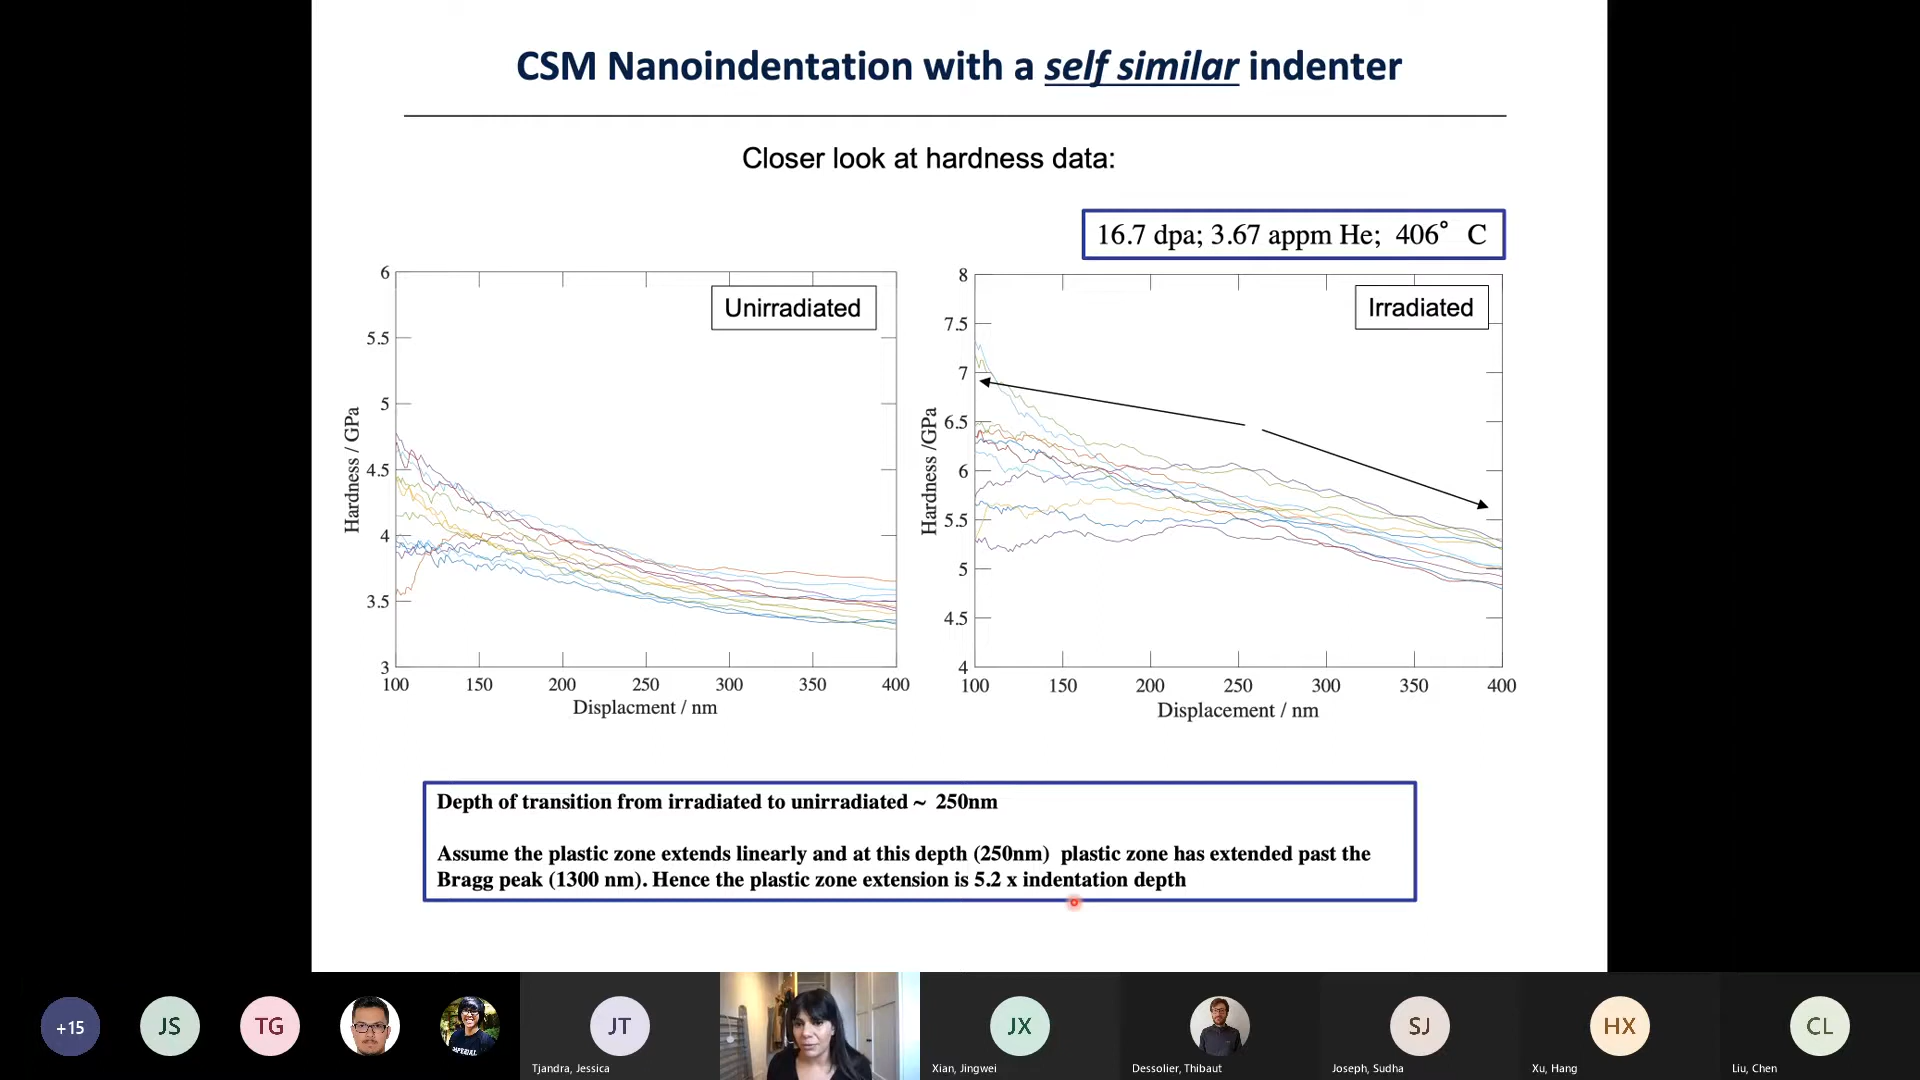 CSM Nanoindentation with a self similar indenter
Closer look at hardness data:
16.7 dpa; 3.67 appm He; 406° C
Unirradiated
Irradiated
6
5.5
5
4.5
4
3.5
3
Hardness / GPa
100 150 200 250 300 350 400
Displacment / nm
8
7.5
7
6.5
6
5.5
5
4.5
4
Hardness /GPa
100 150 200 250 300 350 400
Displacement / nm
Depth of transition from irradiated to unirradiated ~ 250nm
Assume the plastic zone extends linearly and at this depth (250nm) plastic zone has extended past the
Bragg peak (1300 nm). Hence the plastic zone extension is 5.2 x indentation depth
+15
JS
TG
IMPERIAL
JT
JX
SJ
HX
CL
Tjandra, Jessica
Xian, Jingwei
Dessolier, Thibaut
Joseph, Sudha
Xu, Hang
Liu, Chen